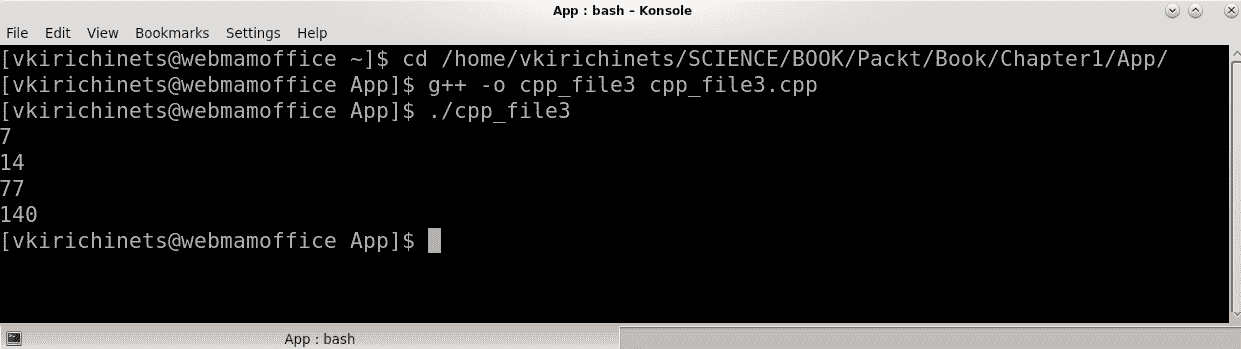 App : bash – Konsole
File Edit View Bookmarks Settings Help
[vkirichinets@webmamoffice ~]$ cd /home/vkirichinets/SCIENCE/BOOK/Packt/Book/Chapter1/App/
[vkirichinets@webmamoffice App]$ g++ -o cpp_file3 cpp_file3.cpp
[vkirichinets@webmamoffice App]$ ./cpp_file3
7
14
77
140
[vkirichinets@webmamoffice App]$
App : bash